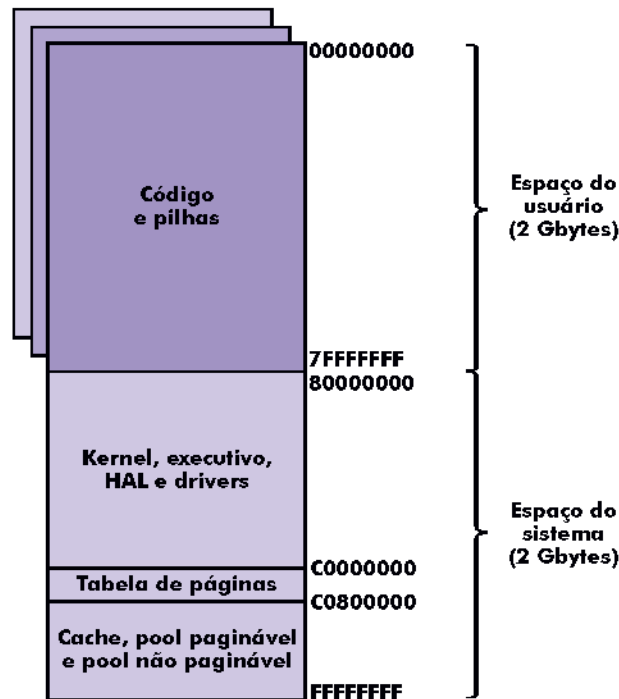 00000000
Código
e pilhas
Espaço do
usuário
(2 Gbytes)
7FFFFFFF
80000000
Kernel, executivo,
HAL e drivers
Espaço do
sistema
(2 Gbytes)
C0000000
Tabela de páginas
C0800000
Cache, pool paginável
e pool não paginável
FFFFFFFF